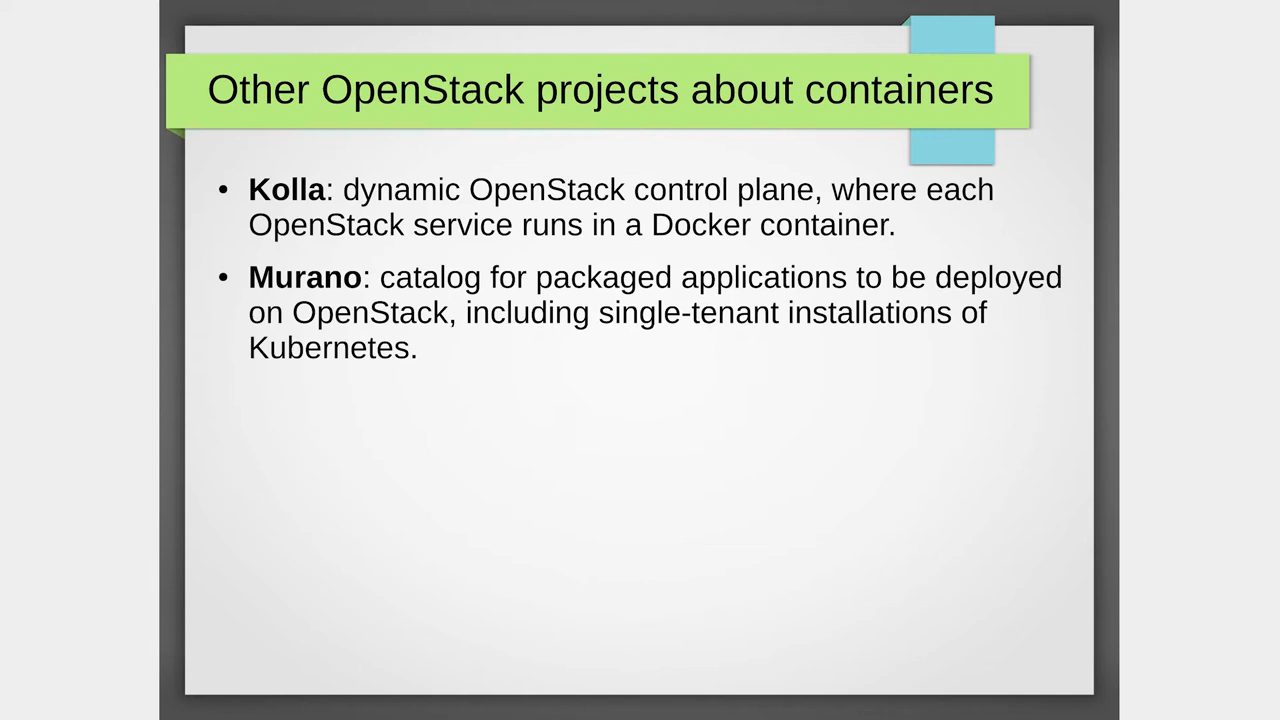 Other OpenStack projects about containers
• Kolla: dynamic OpenStack control plane, where each
OpenStack service runs in a Docker container.
• Murano: catalog for packaged applications to be deployed
on OpenStack, including single-tenant installations of
Kubernetes.